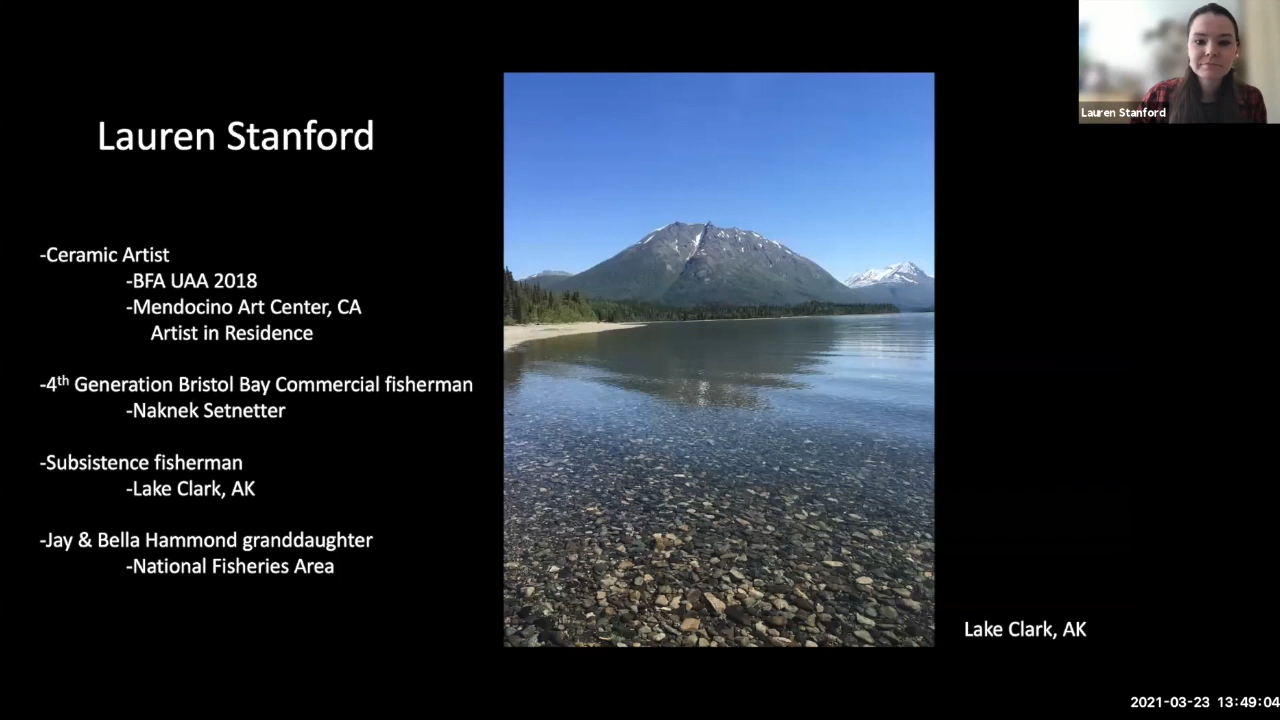 Lauren Stanford
Lauren Stanford
-Ceramic Artist
-BFA UAA 2018
-Mendocino Art Center, CA
Artist in Residence
-4th Generation Bristol Bay Commercial fisherman
-Naknek Setnetter
-Subsistence fisherman
-Lake Clark, AK
-Jay & Bella Hammond granddaughter
-National Fisheries Area
Lake Clark, AK
2021-03-23 13:49:04